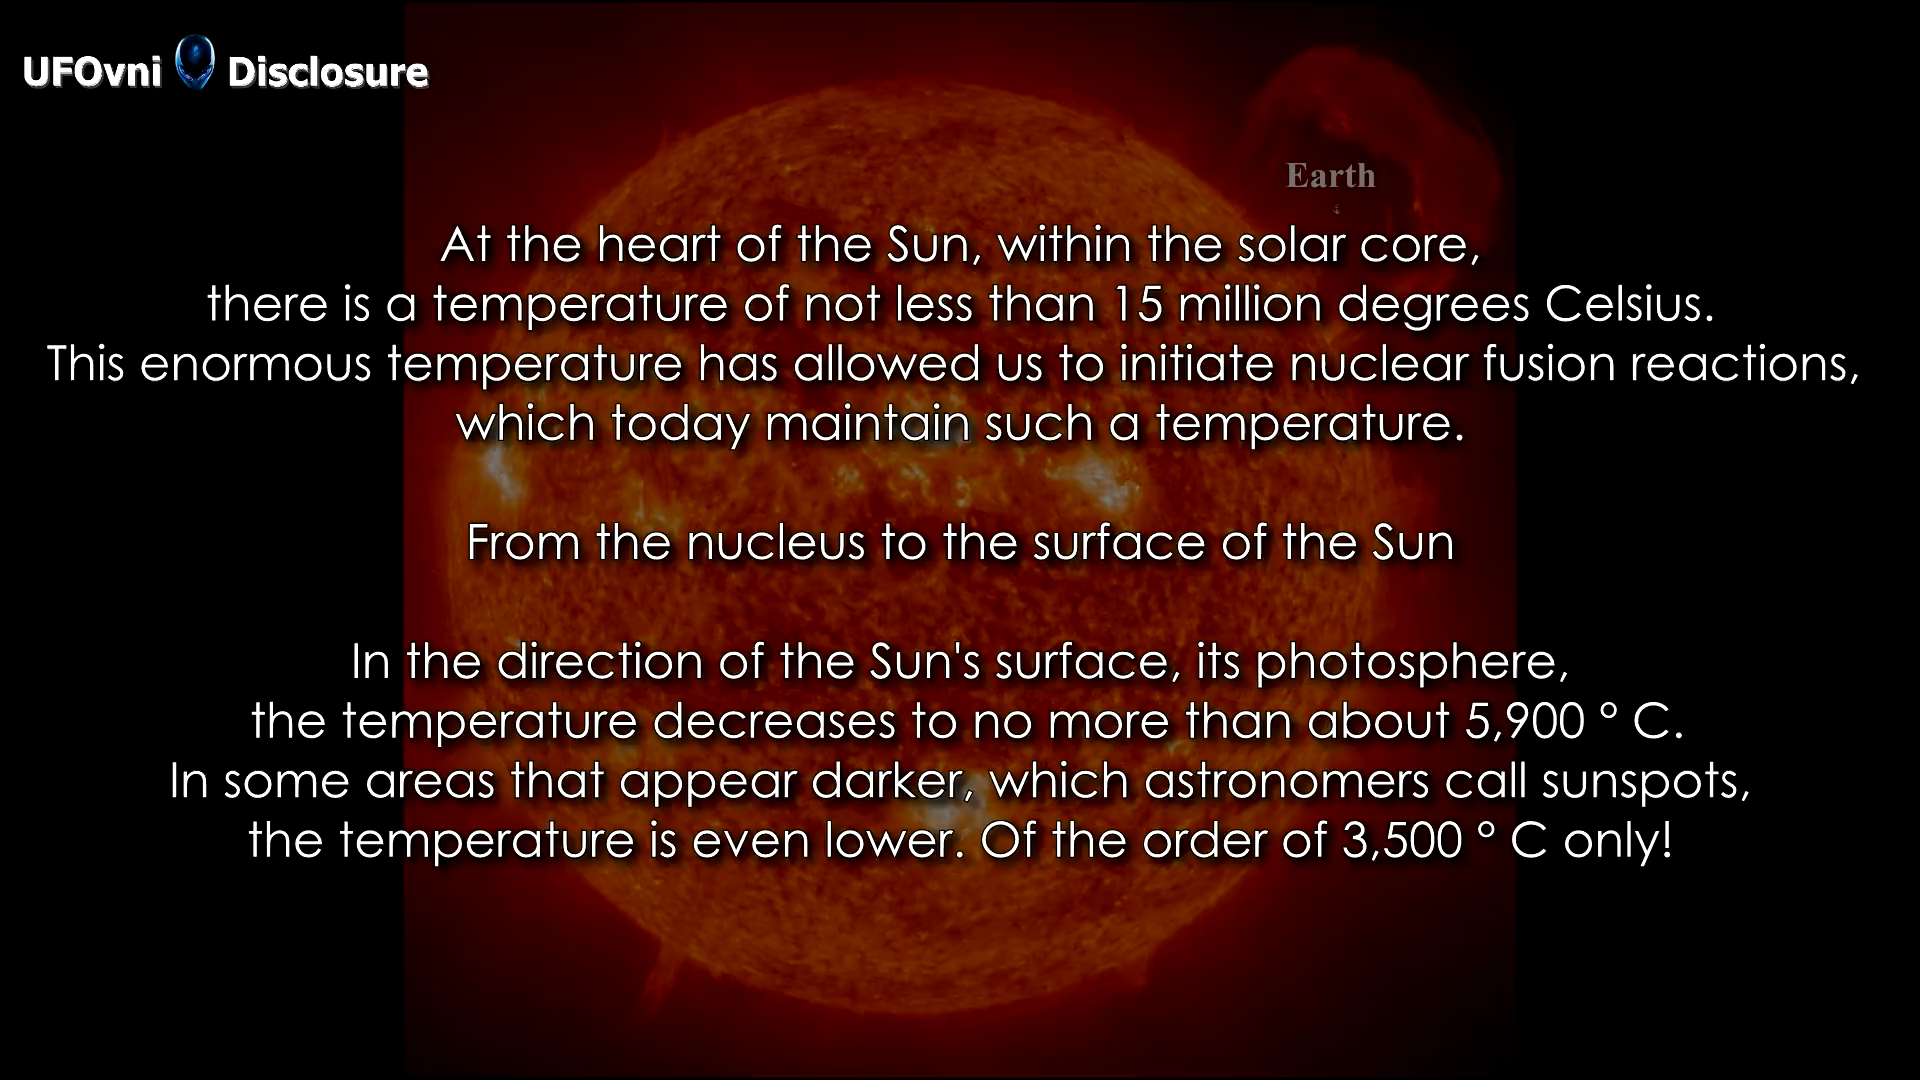 UFOvni Disclosure
Earth
At the heart of the Sun, within the solar core,
there is a temperature of not less than 15 million degrees Celsius.
This enormous temperature has allowed us to initiate nuclear fusion reactions,
which today maintain such a temperature.
From the nucleus to the surface of the Sun
In the direction of the Sun's surface, its photosphere,
the temperature decreases to no more than about 5,900 ° C.
In some areas that appear darker, which astronomers call sunspots,
the temperature is even lower. Of the order of 3,500 ° C only!